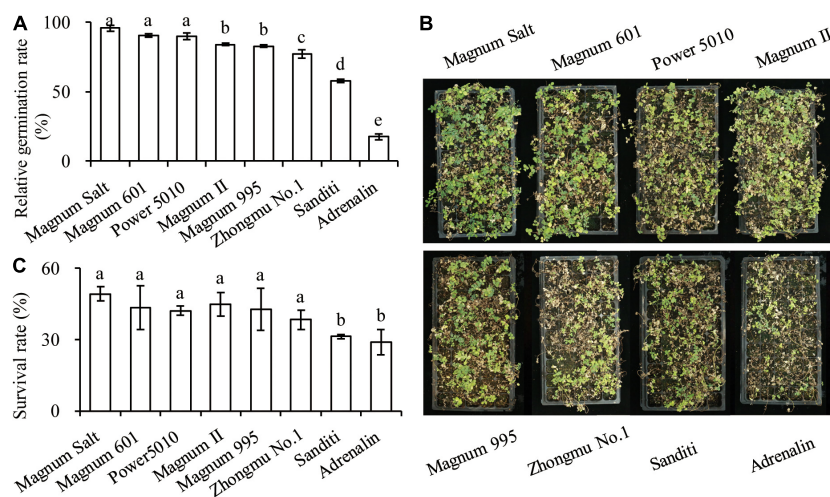 A
Relative germination rate
(%)
100
50
0
a
a
a
b
b
c
d
e
Magnum Salt
Magnum 601
Power 5010
Magnum II
Magnum 995
Zhongmu No.1
Sanditi
Adrenalin
B
Magnum Salt
Magnum 601
Power 5010
Magnum II
Magnum 995
Zhongmu No.1
Sanditi
Adrenalin
C
Survival rate (%)
60
30
0
a
a
a
a
a
a
b
b
Magnum Salt
Magnum 601
Power5010
Magnum II
Magnum 995
Zhongmu No.1
Sanditi
Adrenalin